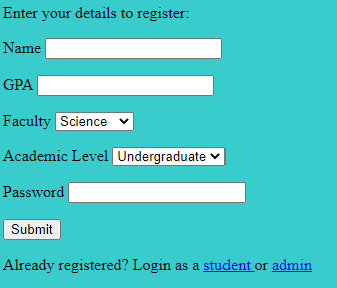 Enter your details to register:
Name
GPA
Faculty Science
Academic Level Undergraduate
Password
Submit
Already registered? Login as a student or admin